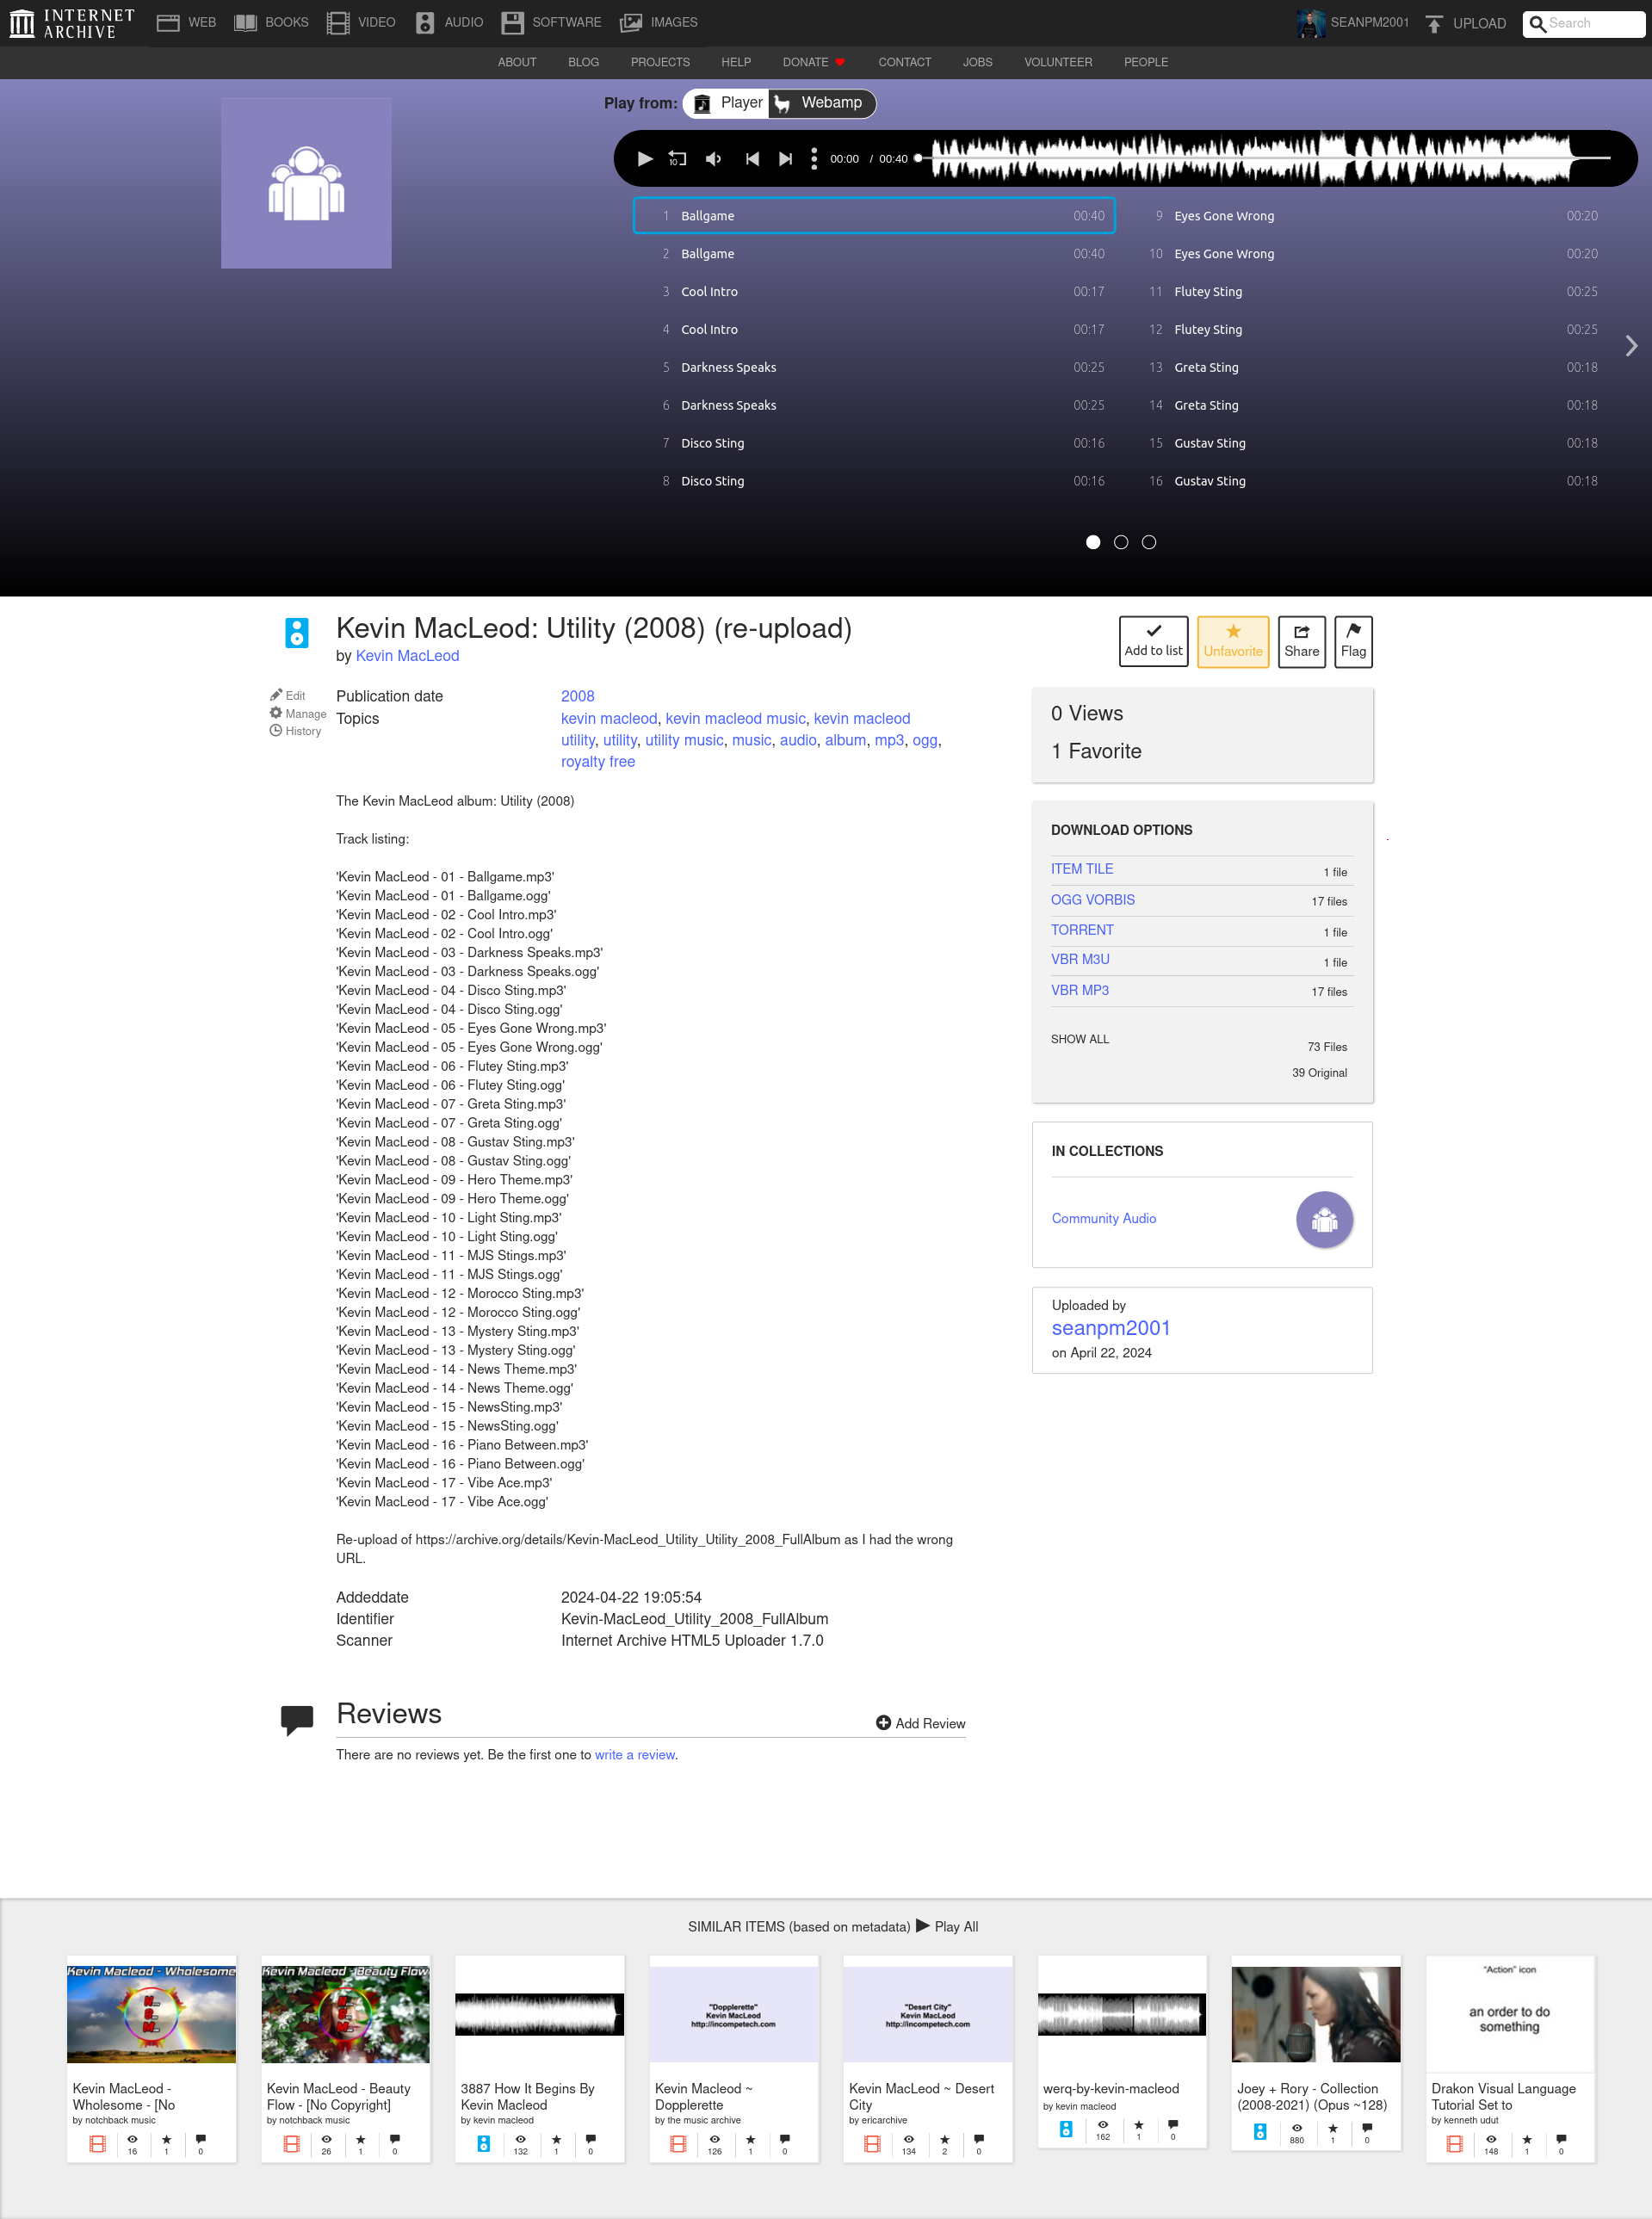 INTERNET ARCHIVE
WEB BOOKS VIDEO AUDIO SOFTWARE IMAGES SEANPM2001 UPLOAD Search
ABOUT BLOG PROJECTS HELP DONATE CONTACT JOBS VOLUNTEER PEOPLE
Play from: Player Webamp
10 00:00 / 00:40
1 Ballgame 00:40
2 Ballgame 00:40
3 Cool Intro 00:17
4 Cool Intro 00:17
5 Darkness Speaks 00:25
6 Darkness Speaks 00:25
7 Disco Sting 00:16
8 Disco Sting 00:16
9 Eyes Gone Wrong 00:20
10 Eyes Gone Wrong 00:20
11 Flutey Sting 00:25
12 Flutey Sting 00:25
13 Greta Sting 00:18
14 Greta Sting 00:18
15 Gustav Sting 00:18
16 Gustav Sting 00:18
Kevin MacLeod: Utility (2008) (re-upload)
by Kevin MacLeod
Add to list Unfavorite Share Flag
Edit
Manage
History
Publication date 2008
Topics kevin macleod, kevin macleod music, kevin macleod
utility, utility, utility music, music, audio, album, mp3, ogg,
royalty free
The Kevin MacLeod album: Utility (2008)
Track listing:
'Kevin MacLeod - 01 - Ballgame.mp3'
'Kevin MacLeod - 01 - Ballgame.ogg'
'Kevin MacLeod - 02 - Cool Intro.mp3'
'Kevin MacLeod - 02 - Cool Intro.ogg'
'Kevin MacLeod - 03 - Darkness Speaks.mp3'
'Kevin MacLeod - 03 - Darkness Speaks.ogg'
'Kevin MacLeod - 04 - Disco Sting.mp3'
'Kevin MacLeod - 04 - Disco Sting.ogg'
'Kevin MacLeod - 05 - Eyes Gone Wrong.mp3'
'Kevin MacLeod - 05 - Eyes Gone Wrong.ogg'
'Kevin MacLeod - 06 - Flutey Sting.mp3'
'Kevin MacLeod - 06 - Flutey Sting.ogg'
'Kevin MacLeod - 07 - Greta Sting.mp3'
'Kevin MacLeod - 07 - Greta Sting.ogg'
'Kevin MacLeod - 08 - Gustav Sting.mp3'
'Kevin MacLeod - 08 - Gustav Sting.ogg'
'Kevin MacLeod - 09 - Hero Theme.mp3'
'Kevin MacLeod - 09 - Hero Theme.ogg'
'Kevin MacLeod - 10 - Light Sting.mp3'
'Kevin MacLeod - 10 - Light Sting.ogg'
'Kevin MacLeod - 11 - MJS Stings.mp3'
'Kevin MacLeod - 11 - MJS Stings.ogg'
'Kevin MacLeod - 12 - Morocco Sting.mp3'
'Kevin MacLeod - 12 - Morocco Sting.ogg'
'Kevin MacLeod - 13 - Mystery Sting.mp3'
'Kevin MacLeod - 13 - Mystery Sting.ogg'
'Kevin MacLeod - 14 - News Theme.mp3'
'Kevin MacLeod - 14 - News Theme.ogg'
'Kevin MacLeod - 15 - NewsSting.mp3'
'Kevin MacLeod - 15 - NewsSting.ogg'
'Kevin MacLeod - 16 - Piano Between.mp3'
'Kevin MacLeod - 16 - Piano Between.ogg'
'Kevin MacLeod - 17 - Vibe Ace.mp3'
'Kevin MacLeod - 17 - Vibe Ace.ogg'
Re-upload of https://archive.org/details/Kevin-MacLeod_Utility_Utility_2008_FullAlbum as I had the wrong
URL.
Addeddate 2024-04-22 19:05:54
Identifier Kevin-MacLeod_Utility_2008_FullAlbum
Scanner Internet Archive HTML5 Uploader 1.7.0
0 Views
1 Favorite
DOWNLOAD OPTIONS
ITEM TILE 1 file
OGG VORBIS 17 files
TORRENT 1 file
VBR M3U 1 file
VBR MP3 17 files
SHOW ALL 73 Files
39 Original
IN COLLECTIONS
Community Audio
Uploaded by
seanpm2001
on April 22, 2024
Reviews
Add Review
There are no reviews yet. Be the first one to write a review.
SIMILAR ITEMS (based on metadata) Play All
Kevin Macleod - Wholesome
N.R.M.
Kevin MacLeod -
Wholesome - [No
by notchback music
16 1 0
Kevin Macleod - Beauty Flow
N.R.M.
Kevin MacLeod - Beauty
Flow - [No Copyright]
by notchback music
26 1 0
3887 How It Begins By
Kevin Macleod
by kevin macleod
132 1 0
"Dopplerette"
Kevin MacLeod
http://incompetech.com
Kevin Macleod ~
Dopplerette
by the music archive
126 1 0
"Desert City"
Kevin MacLeod
http://incompetech.com
Kevin MacLeod ~ Desert
City
by ericarchive
134 2 0
werq-by-kevin-macleod
by kevin macleod
162 1 0
Joey + Rory - Collection
(2008-2021) (Opus ~128)
880 1 0
"Action" icon
an order to do
something
Drakon Visual Language
Tutorial Set to
by kenneth udut
148 1 0